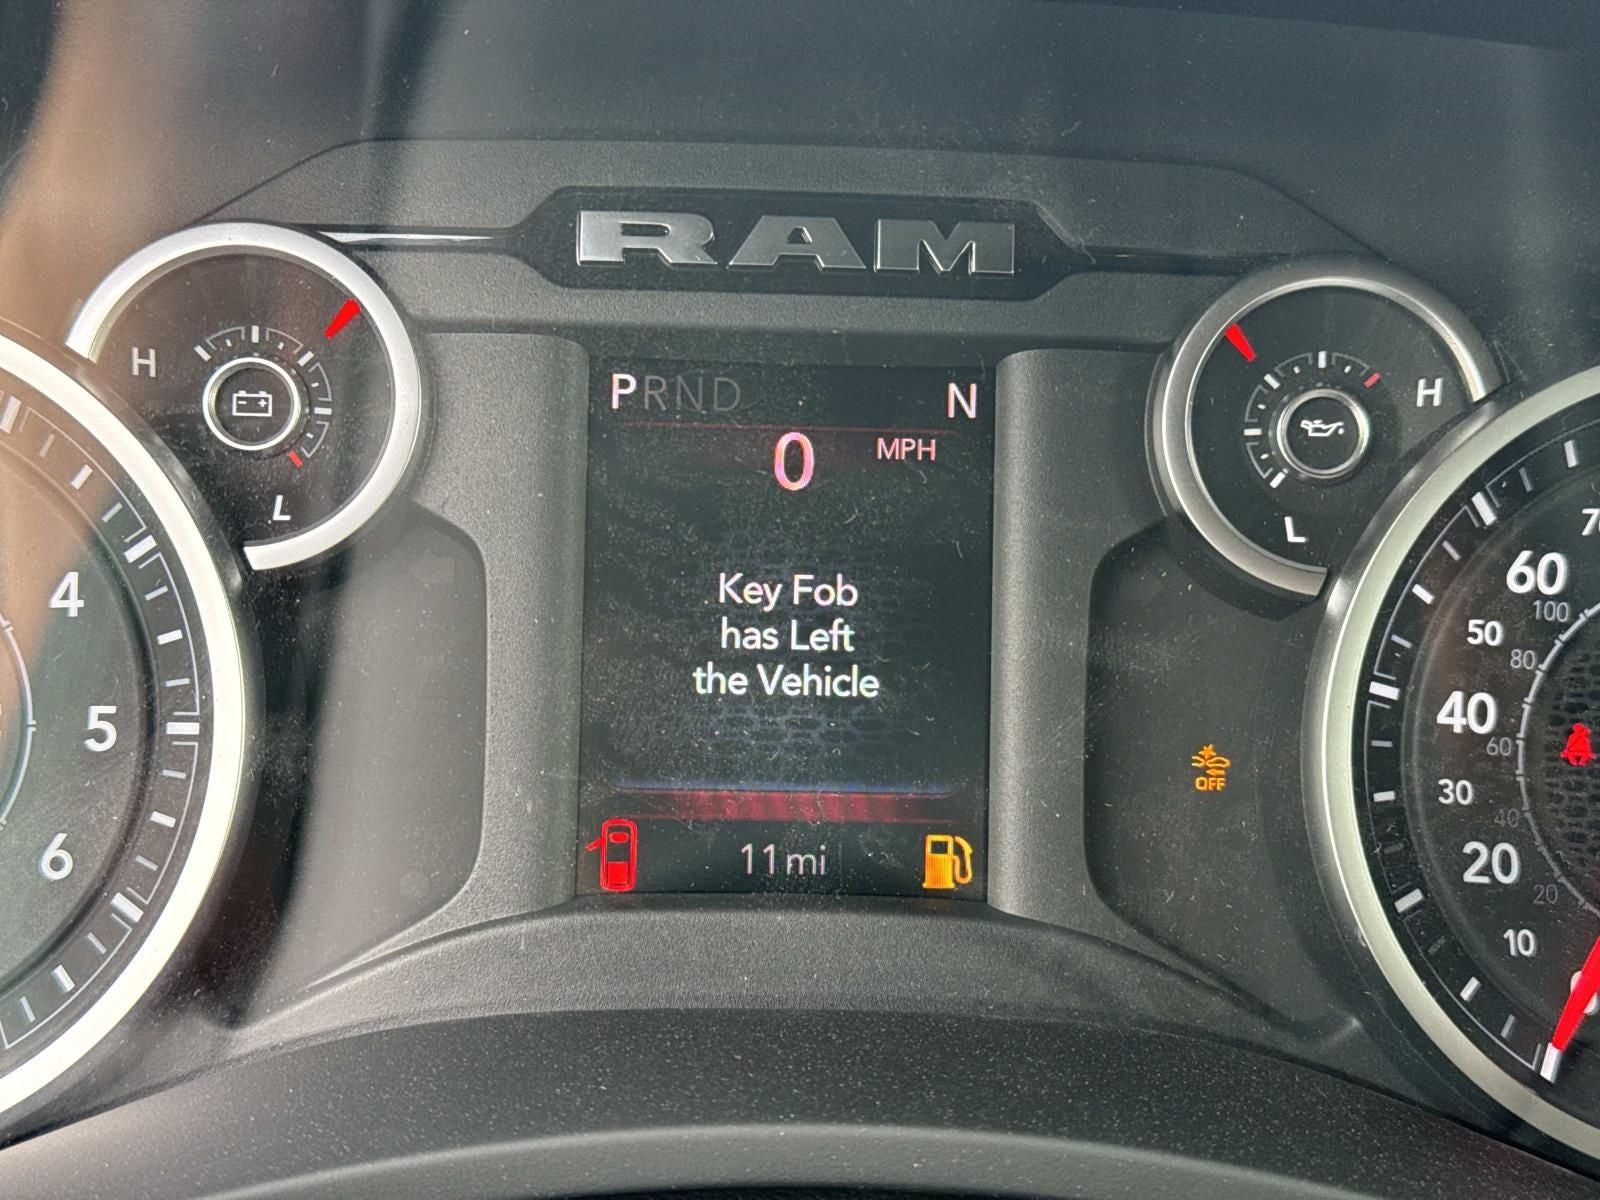 RAM
H
L
H
L
PRND
N
0 MPH
Key Fob
has Left
the Vehicle
11 mi
OFF
4
5
6
60
100
50
80
40
60
30
40
20
20
10